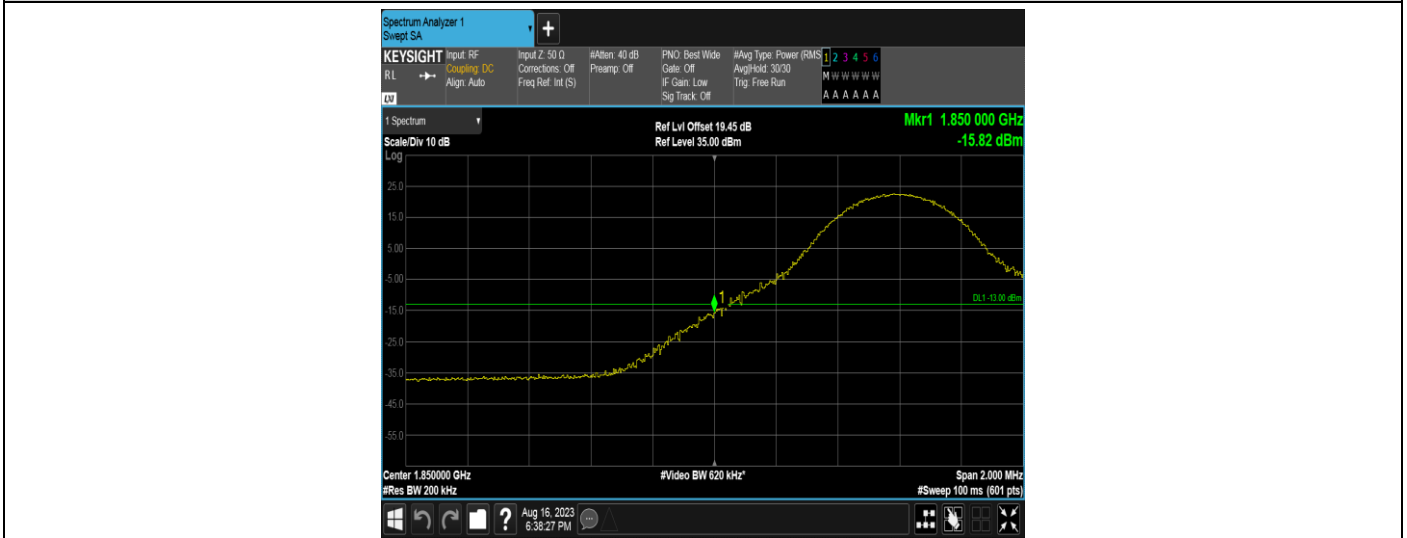 Spectrum Analyzer 1
Swept SA
+
KEYSIGHT
RL
LXI
Input: RF
Coupling: DC
Align: Auto
Input Z: 50 Ω
Corrections: Off
Freq Ref: Int (S)
#Atten: 40 dB
Preamp: Off
PNO: Best Wide
Gate: Off
IF Gain: Low
Sig Track: Off
#Avg Type: Power (RMS
Avg|Hold: 30/30
Trig: Free Run
1 2 3 4 5 6
M W W W W W
A A A A A A
1 Spectrum
Scale/Div 10 dB
Log
Ref Lvl Offset 19.45 dB
Ref Level 35.00 dBm
Mkr1 1.850 000 GHz
-15.82 dBm
25.0
15.0
5.00
-5.00
-15.0
-25.0
-35.0
-45.0
-55.0
1
DL1 -13.00 dBm
Center 1.850000 GHz
#Res BW 200 kHz
#Video BW 620 kHz*
Span 2.000 MHz
#Sweep 100 ms (601 pts)
?
Aug 16, 2023
6:38:27 PM